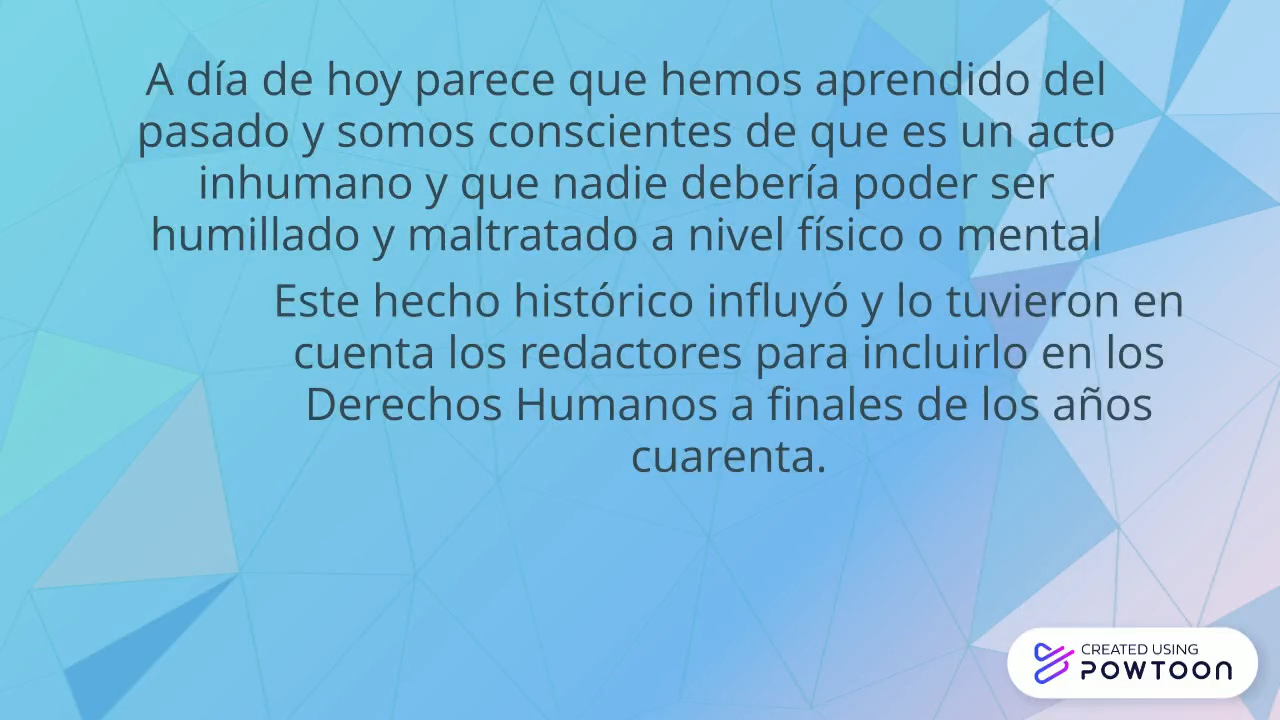 A día de hoy parece que hemos aprendido del
pasado y somos conscientes de que es un acto
inhumano y que nadie debería poder ser
humillado y maltratado a nivel físico o mental
Este hecho histórico influyó y lo tuvieron en
cuenta los redactores para incluirlo en los
Derechos Humanos a finales de los años
cuarenta.
CREATED USING
POWTOON